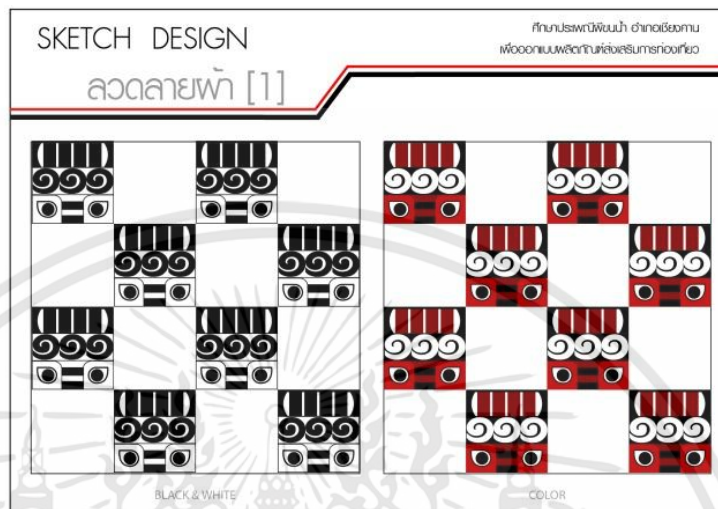 SKETCH DESIGN
ลวดลายผ้า [1]
ศึกษาประเพณีผีขนน้ำ อำเภอเชียงคาน
เพื่อออกแบบผลิตภัณฑ์ส่งเสริมการท่องเที่ยว
BLACK & WHITE
COLOR